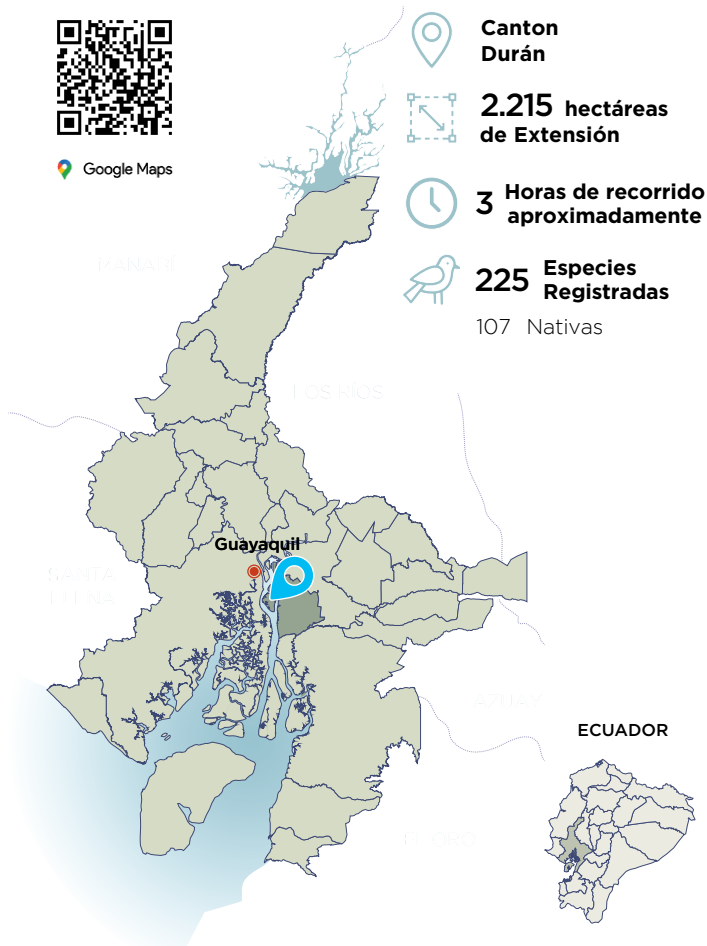 Canton
Durán
2.215 hectáreas
de Extensión
Google Maps
3 Horas de recorrido
aproximadamente
225 Especies
Registradas
107 Nativas
MANABÍ
LOS RÍOS
Guayaquil
SANTA
ELENA
AZUAY
ECUADOR
EL ORO